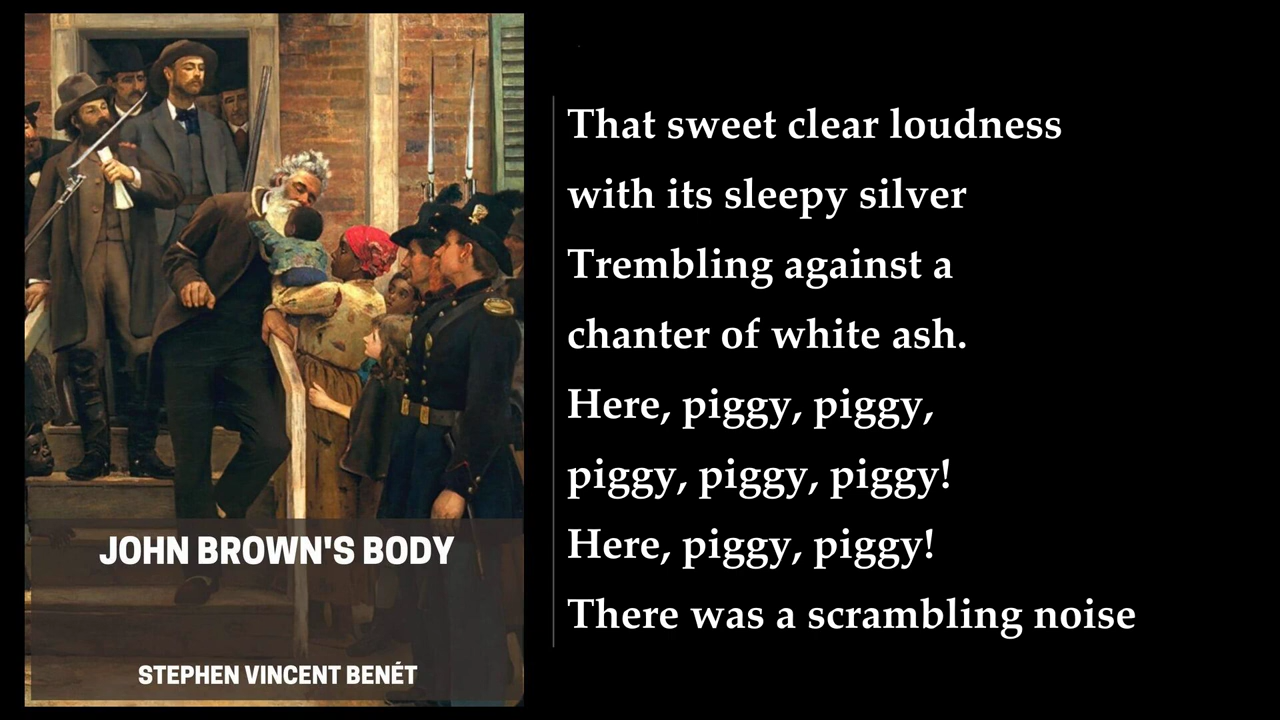 JOHN BROWN'S BODY
STEPHEN VINCENT BENÉT
That sweet clear loudness
with its sleepy silver
Trembling against a
chanter of white ash.
Here, piggy, piggy,
piggy, piggy, piggy!
Here, piggy, piggy!
There was a scrambling noise